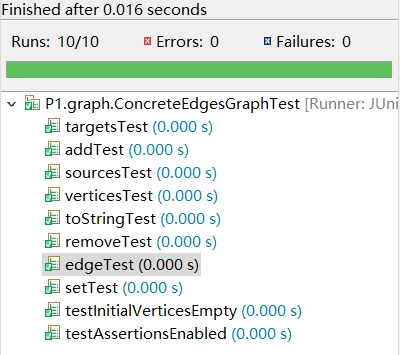 Finished after 0.016 seconds
Runs: 10/10 Errors: 0 Failures: 0
P1.graph.ConcreteEdgesGraphTest [Runner: JUni
targetsTest (0.000 s)
addTest (0.000 s)
sourcesTest (0.000 s)
verticesTest (0.000 s)
toStringTest (0.000 s)
removeTest (0.000 s)
edgeTest (0.000 s)
setTest (0.000 s)
testInitialVerticesEmpty (0.000 s)
testAssertionsEnabled (0.000 s)